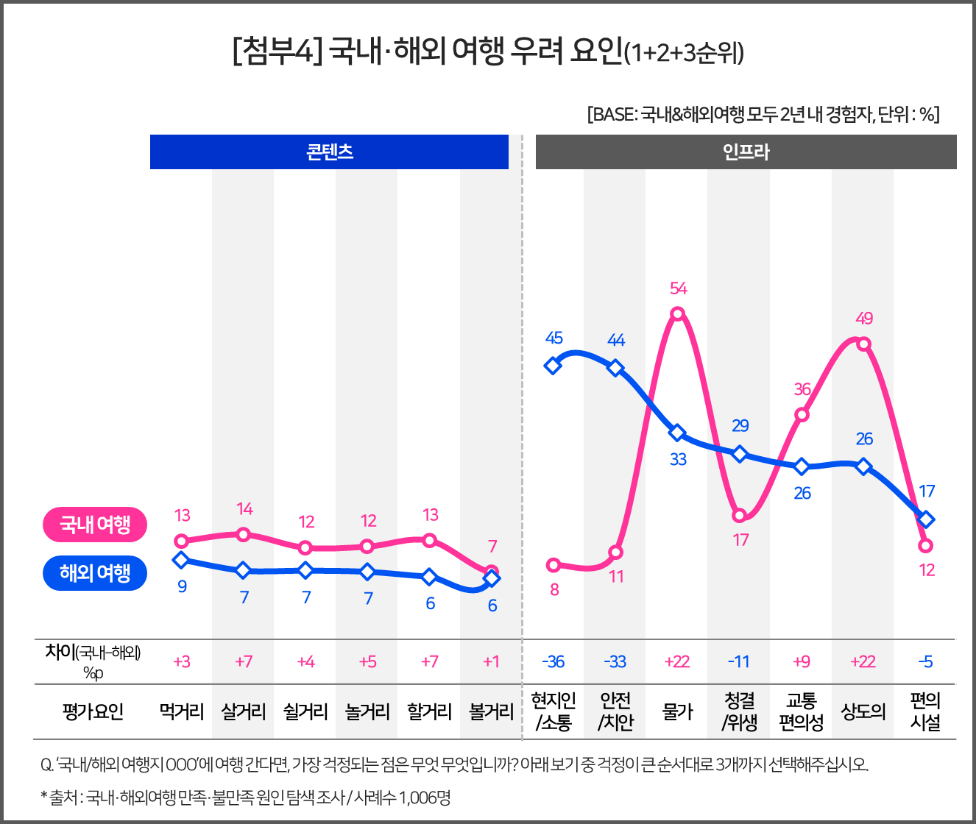 [첨부4] 국내·해외 여행 우려 요인(1+2+3순위)
[BASE: 국내&해외여행 모두 2년 내 경험자, 단위 : %]
콘텐츠 인프라
54
49
45 44
36
33 29 26 26
17
13 14 12 12 13 7
국내 여행
해외 여행
9 7 7 7 6 6
8 11 17 12
차이(국내-해외) %p +3 +7 +4 +5 +7 +1 -36 -33 +22 -11 +9 +22 -5
평가요인 먹거리 살거리 쉴거리 놀거리 할거리 볼거리 현지인/소통 안전/치안 물가 청결/위생 교통편의성 상도의 편의시설
Q. '국내/해외 여행지 OOO'에 여행 간다면, 가장 걱정되는 점은 무엇 무엇입니까? 아래 보기 중 걱정이 큰 순서대로 3개까지 선택해주십시오.
* 출처 : 국내·해외여행 만족·불만족 원인 탐색 조사 / 사례수 1,006명